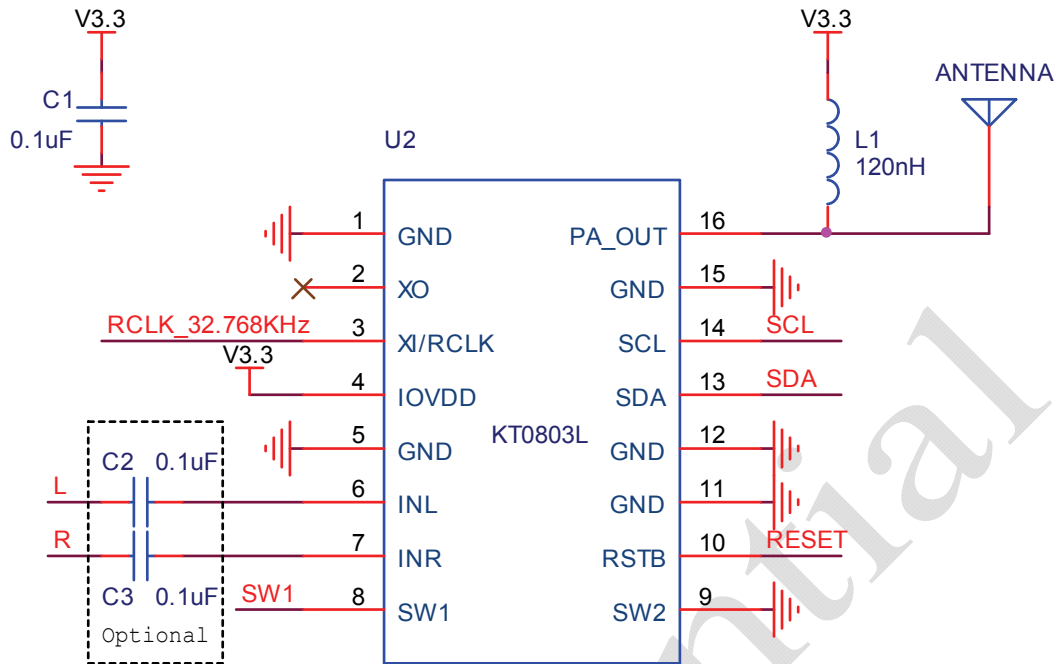 V3.3
C1
0.1uF
V3.3
L1
120nH
ANTENNA
U2
KT0803L
1 GND
2 XO
RCLK_32.768KHz 3 XI/RCLK
V3.3
4 IOVDD
5 GND
C2 0.1uF
L 6 INL
R 7 INR
C3 0.1uF
Optional
SW1 8 SW1
PA_OUT 16
GND 15
SCL 14 SCL
SDA 13 SDA
GND 12
GND 11
RSTB 10 RESET
SW2 9
ntial